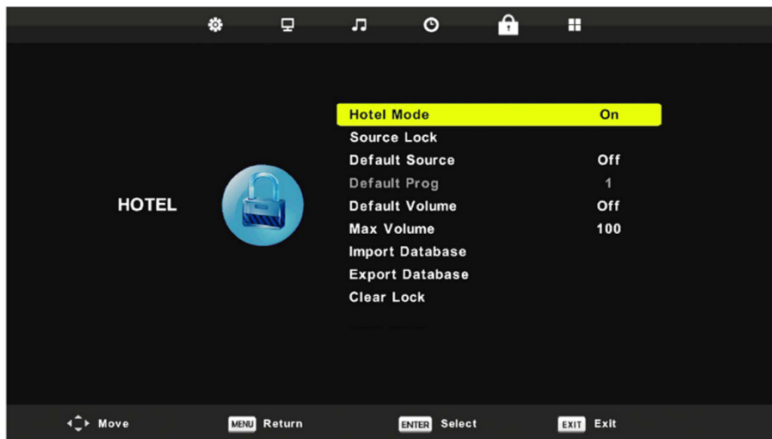 Hotel Mode On
Source Lock
Default Source Off
Default Prog 1
HOTEL
Default Volume Off
Max Volume 100
Import Database
Export Database
Clear Lock
Move MENU Return ENTER Select EXIT Exit